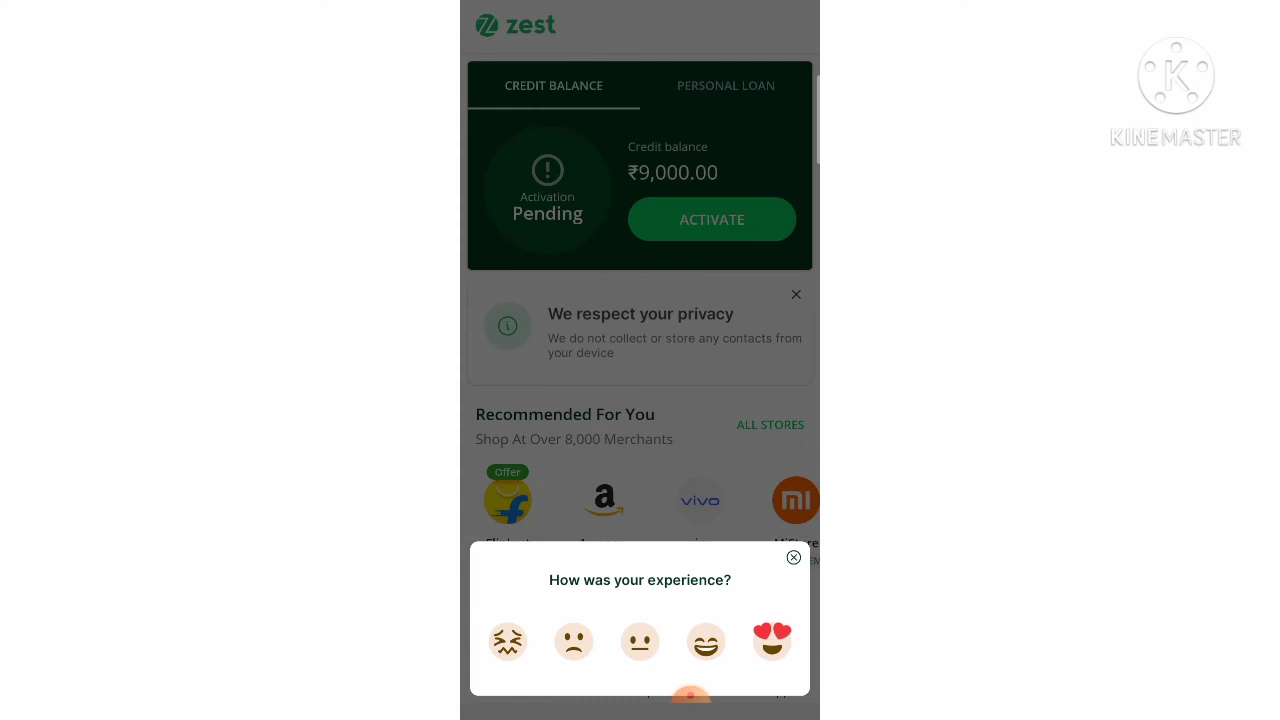 zest
KINEMASTER
CREDIT BALANCE
PERSONAL LOAN
Credit balance
₹9,000.00
Activation
Pending
ACTIVATE
We respect your privacy
We do not collect or store any contacts from
your device
Recommended For You
ALL STORES
Shop At Over 8,000 Merchants
Offer
vivo
How was your experience?